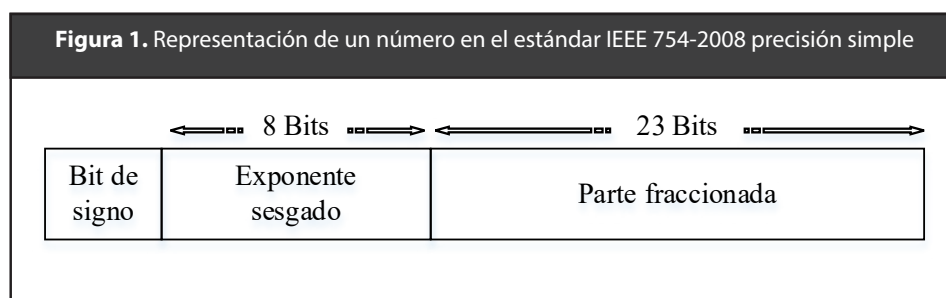 Figura 1. Representación de un número en el estándar IEEE 754-2008 precisión simple
8 Bits
23 Bits
Bit de
signo
Exponente
sesgado
Parte fraccionada